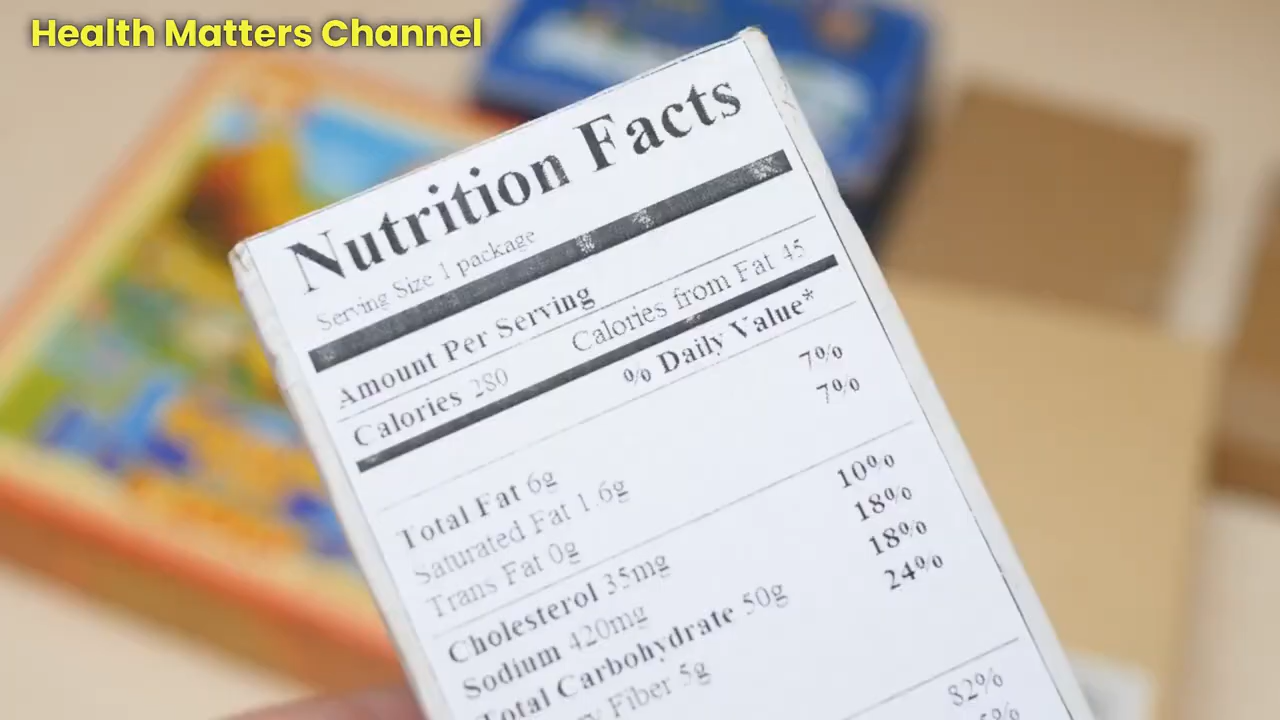 Health Matters Channel
Nutrition Facts
Serving Size 1 package
Amount Per Serving
Calories 280 Calories from Fat 45
% Daily Value*
Total Fat 6g 7%
Saturated Fat 1.6g 7%
Trans Fat 0g
Cholesterol 35mg 10%
Sodium 420mg 18%
Total Carbohydrate 50g 18%
Fiber 5g 24%
82%